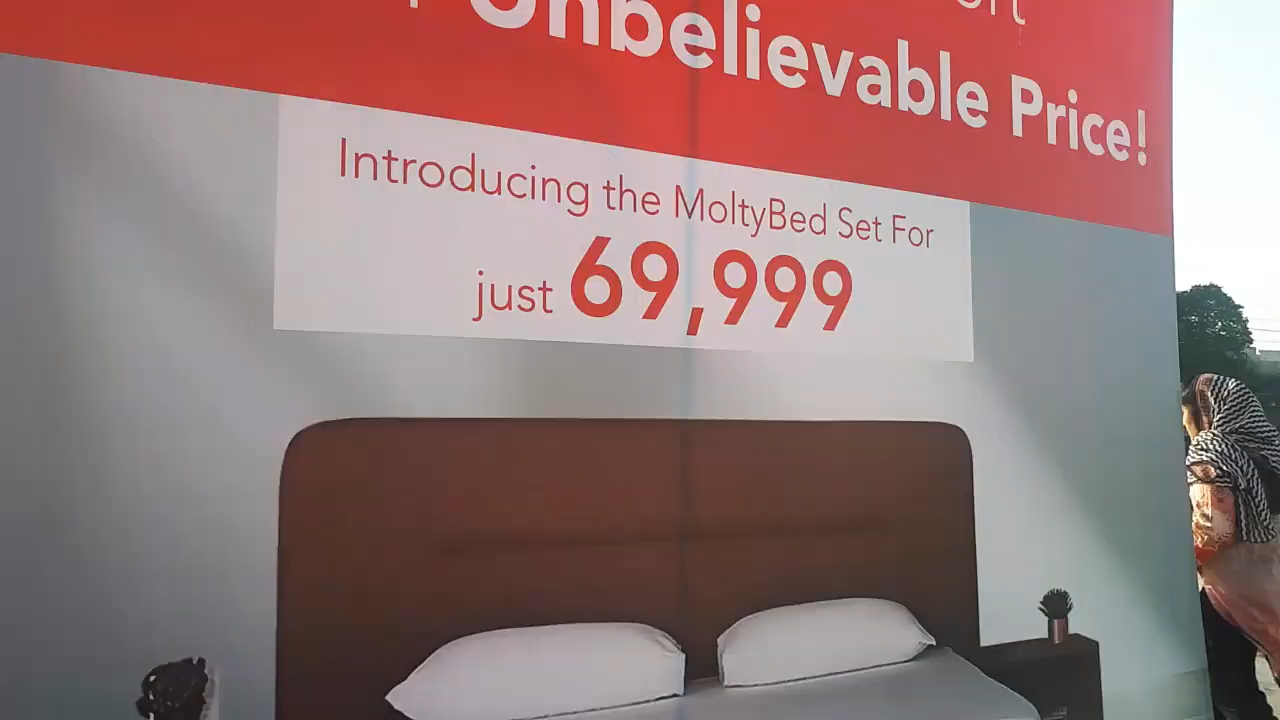 Unbelievable Price!
Introducing the MoltyBed Set For
just 69,999